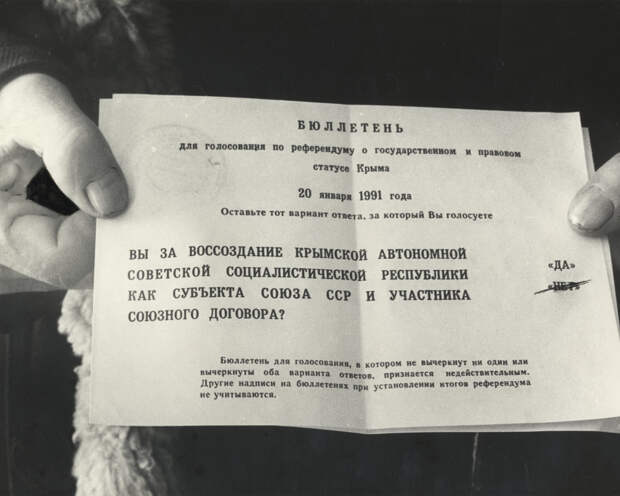 БЮЛЛЕТЕНЬ
для голосования по референдуму о государственном и правовом
статусе Крыма
20 января 1991 года
Оставьте тот вариант ответа, за который Вы голосуете
ВЫ ЗА ВОССОЗДАНИЕ КРЫМСКОЙ АВТОНОМНОЙ
СОВЕТСКОЙ СОЦИАЛИСТИЧЕСКОЙ РЕСПУБЛИКИ
КАК СУБЪЕКТА СОЮЗА ССР И УЧАСТНИКА
СОЮЗНОГО ДОГОВОРА?
«ДА»
«НЕТ»
Бюллетень для голосования, в котором не вычеркнут ни один или
вычеркнуты оба варианта ответов, признается недействительным.
Другие надписи на бюллетенях при установлении итогов референдума
не учитываются.